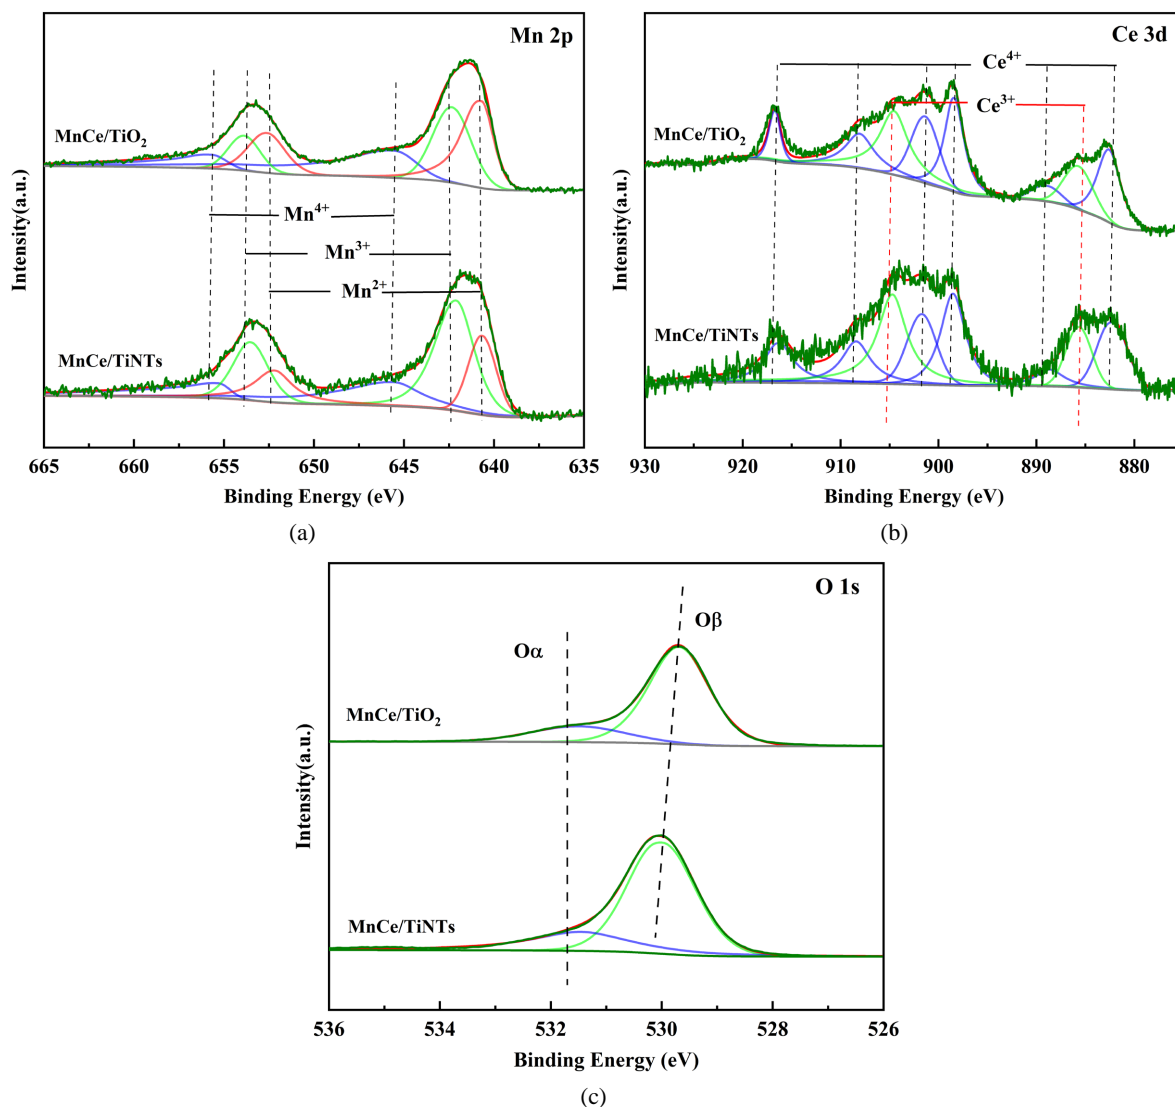 Mn 2p
MnCe/TiO₂
Mn⁴⁺
Mn³⁺
Mn²⁺
MnCe/TiNTs
Intensity(a.u.)
665 660 655 650 645 640 635
Binding Energy (eV)
(a)
Ce 3d
Ce⁴⁺
Ce³⁺
MnCe/TiO₂
MnCe/TiNTs
Intensity(a.u.)
930 920 910 900 890 880
Binding Energy (eV)
(b)
O 1s
Oβ
Oα
MnCe/TiO₂
MnCe/TiNTs
Intensity(a.u.)
536 534 532 530 528 526
Binding Energy (eV)
(c)